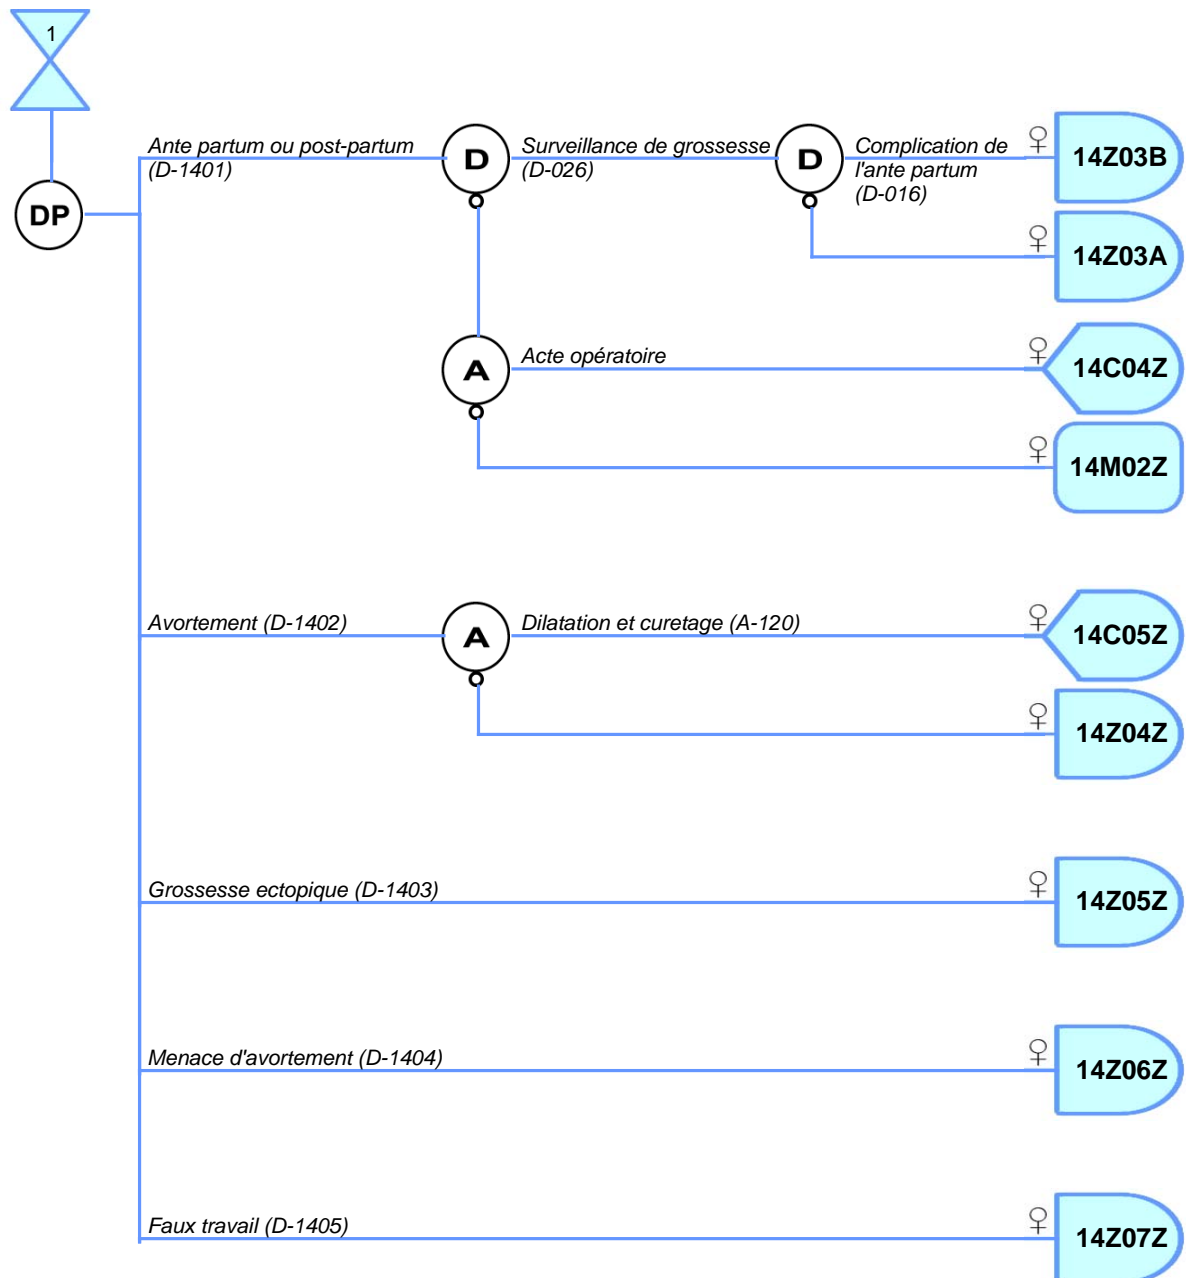 1
DP
Ante partum ou post-partum
(D-1401)
D
Surveillance de grossesse
(D-026)
D
Complication de
l'ante partum
(D-016)
♀
14Z03B
♀
14Z03A
A
Acte opératoire
♀
14C04Z
♀
14M02Z
Avortement (D-1402)
A
Dilatation et curetage (A-120)
♀
14C05Z
♀
14Z04Z
Grossesse ectopique (D-1403)
♀
14Z05Z
Menace d'avortement (D-1404)
♀
14Z06Z
Faux travail (D-1405)
♀
14Z07Z